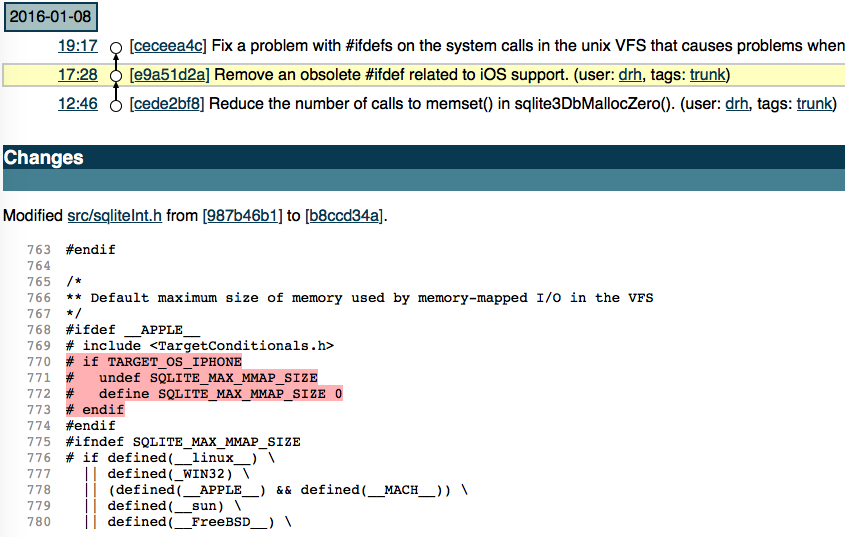 2016-01-08
19:17 [ceceea4c] Fix a problem with #ifdefs on the system calls in the unix VFS that causes problems when
17:28 [e9a51d2a] Remove an obsolete #ifdef related to iOS support. (user: drh, tags: trunk)
12:46 [cede2bf8] Reduce the number of calls to memset() in sqlite3DbMallocZero(). (user: drh, tags: trunk)
Changes
Modified src/sqliteInt.h from [987b46b1] to [b8ccd34a].
763 #endif
764
765 /*
766 ** Default maximum size of memory used by memory-mapped I/O in the VFS
767 */
768 #ifdef __APPLE__
769 # include <TargetConditionals.h>
770 # if TARGET_OS_IPHONE
771 #   undef SQLITE_MAX_MMAP_SIZE
772 #   define SQLITE_MAX_MMAP_SIZE 0
773 # endif
774 #endif
775 #ifndef SQLITE_MAX_MMAP_SIZE
776 # if defined(__linux__) \
777   || defined(_WIN32) \
778   || (defined(__APPLE__) && defined(__MACH__)) \
779   || defined(__sun) \
780   || defined(__FreeBSD__) \